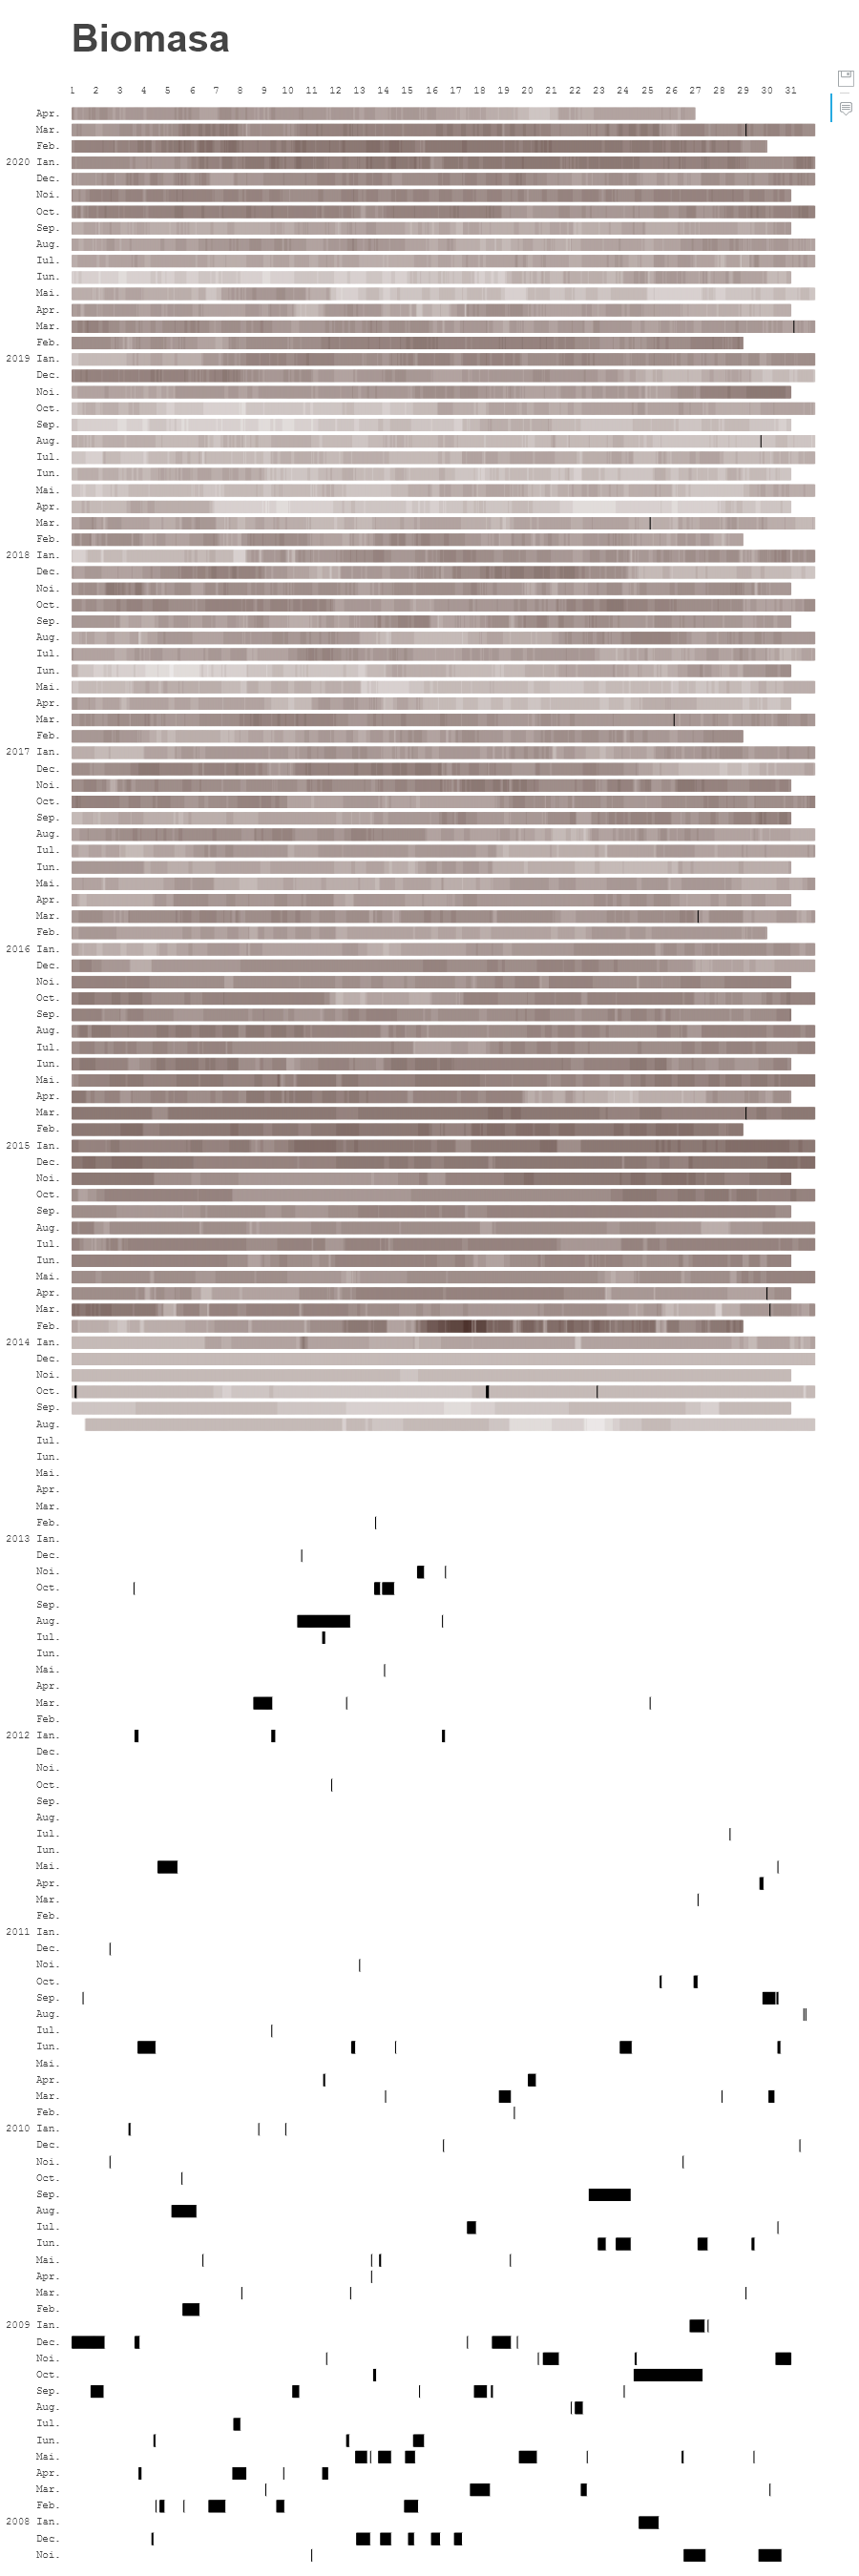 Biomasa
1 2 3 4 5 6 7 8 9 10 11 12 13 14 15 16 17 18 19 20 21 22 23 24 25 26 27 28 29 30 31
Apr.
Mar.
Feb.
2020 Ian.
Dec.
Noi.
Oct.
Sep.
Aug.
Iul.
Iun.
Mai.
Apr.
Mar.
Feb.
2019 Ian.
Dec.
Noi.
Oct.
Sep.
Aug.
Iul.
Iun.
Mai.
Apr.
Mar.
Feb.
2018 Ian.
Dec.
Noi.
Oct.
Sep.
Aug.
Iul.
Iun.
Mai.
Apr.
Mar.
Feb.
2017 Ian.
Dec.
Noi.
Oct.
Sep.
Aug.
Iul.
Iun.
Mai.
Apr.
Mar.
Feb.
2016 Ian.
Dec.
Noi.
Oct.
Sep.
Aug.
Iul.
Iun.
Mai.
Apr.
Mar.
Feb.
2015 Ian.
Dec.
Noi.
Oct.
Sep.
Aug.
Iul.
Iun.
Mai.
Apr.
Mar.
Feb.
2014 Ian.
Dec.
Noi.
Oct.
Sep.
Aug.
Iul.
Iun.
Mai.
Apr.
Mar.
Feb.
2013 Ian.
Dec.
Noi.
Oct.
Sep.
Aug.
Iul.
Iun.
Mai.
Apr.
Mar.
Feb.
2012 Ian.
Dec.
Noi.
Oct.
Sep.
Aug.
Iul.
Iun.
Mai.
Apr.
Mar.
Feb.
2011 Ian.
Dec.
Noi.
Oct.
Sep.
Aug.
Iul.
Iun.
Mai.
Apr.
Mar.
Feb.
2010 Ian.
Dec.
Noi.
Oct.
Sep.
Aug.
Iul.
Iun.
Mai.
Apr.
Mar.
Feb.
2009 Ian.
Dec.
Noi.
Oct.
Sep.
Aug.
Iul.
Iun.
Mai.
Apr.
Mar.
Feb.
2008 Ian.
Dec.
Noi.